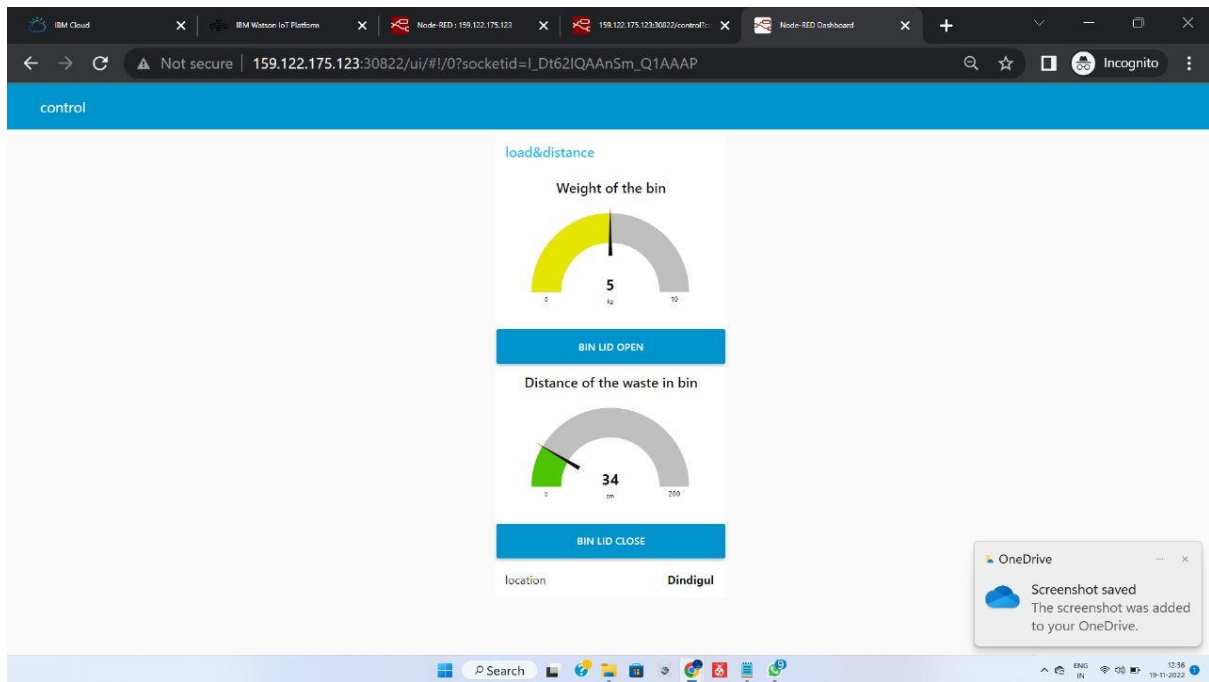 IBM Cloud
IBM Watson IoT Platform
Node-RED : 159.122.175.123
159.122.175.123:30822/control?
Node-RED Dashboard
Not secure
159.122.175.123:30822/ui/#!/0?socketid=I_Dt62IQAAnSm_Q1AAAP
Incognito
control
load&distance
Weight of the bin
5
0 kg 10
BIN LID OPEN
Distance of the waste in bin
34
0 200
BIN LID CLOSE
location Dindigul
OneDrive
Screenshot saved
The screenshot was added
to your OneDrive.
Search
ENG
IN
12:36
19-11-2022